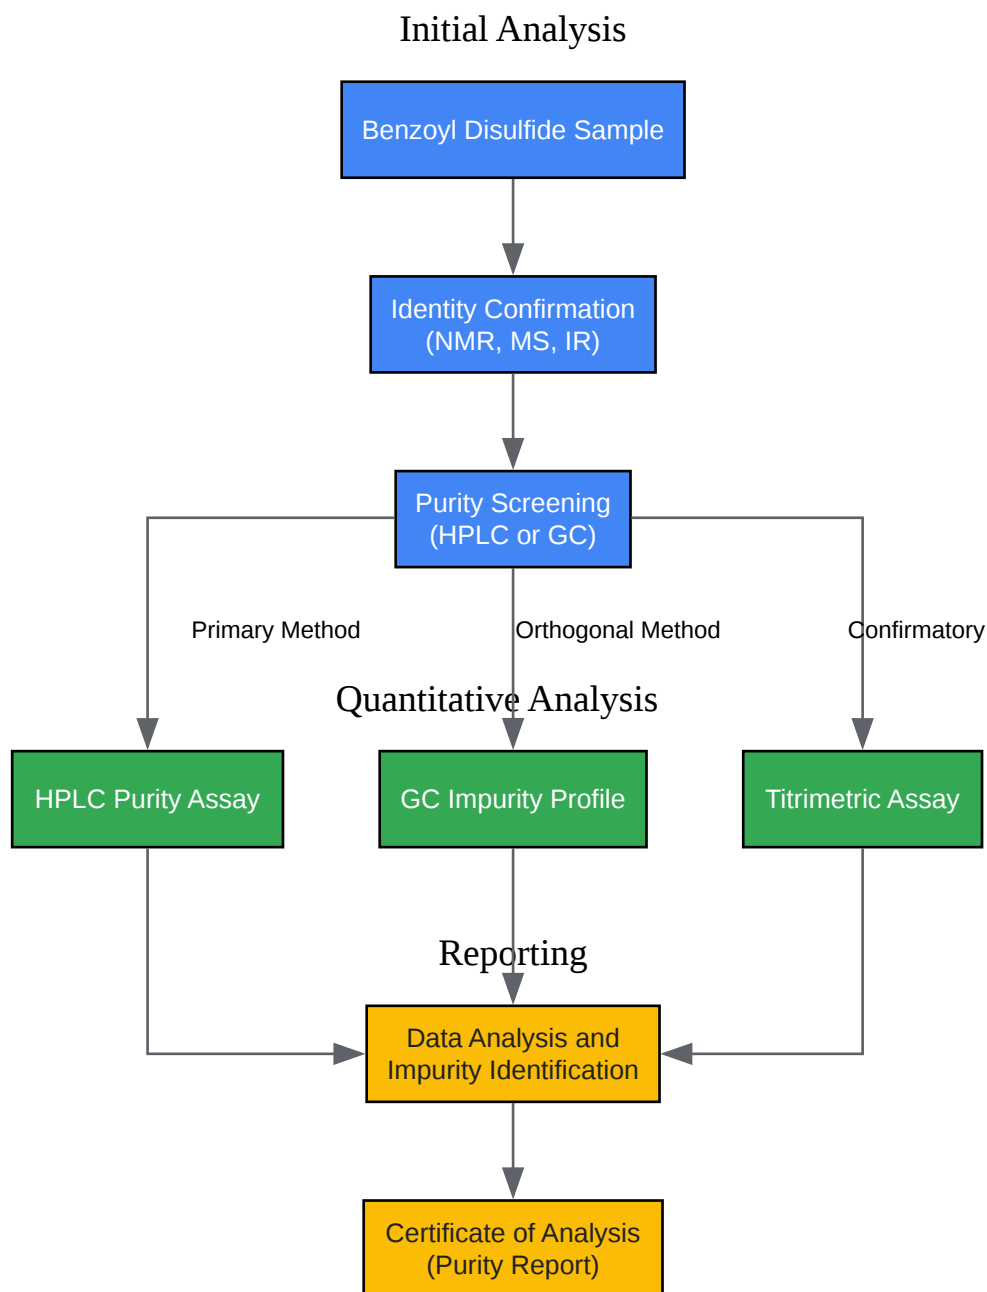 Initial Analysis
Benzoyl Disulfide Sample
Identity Confirmation
(NMR, MS, IR)
Purity Screening
(HPLC or GC)
Primary Method
Orthogonal Method
Confirmatory
Quantitative Analysis
HPLC Purity Assay
GC Impurity Profile
Titrimetric Assay
Reporting
Data Analysis and
Impurity Identification
Certificate of Analysis
(Purity Report)